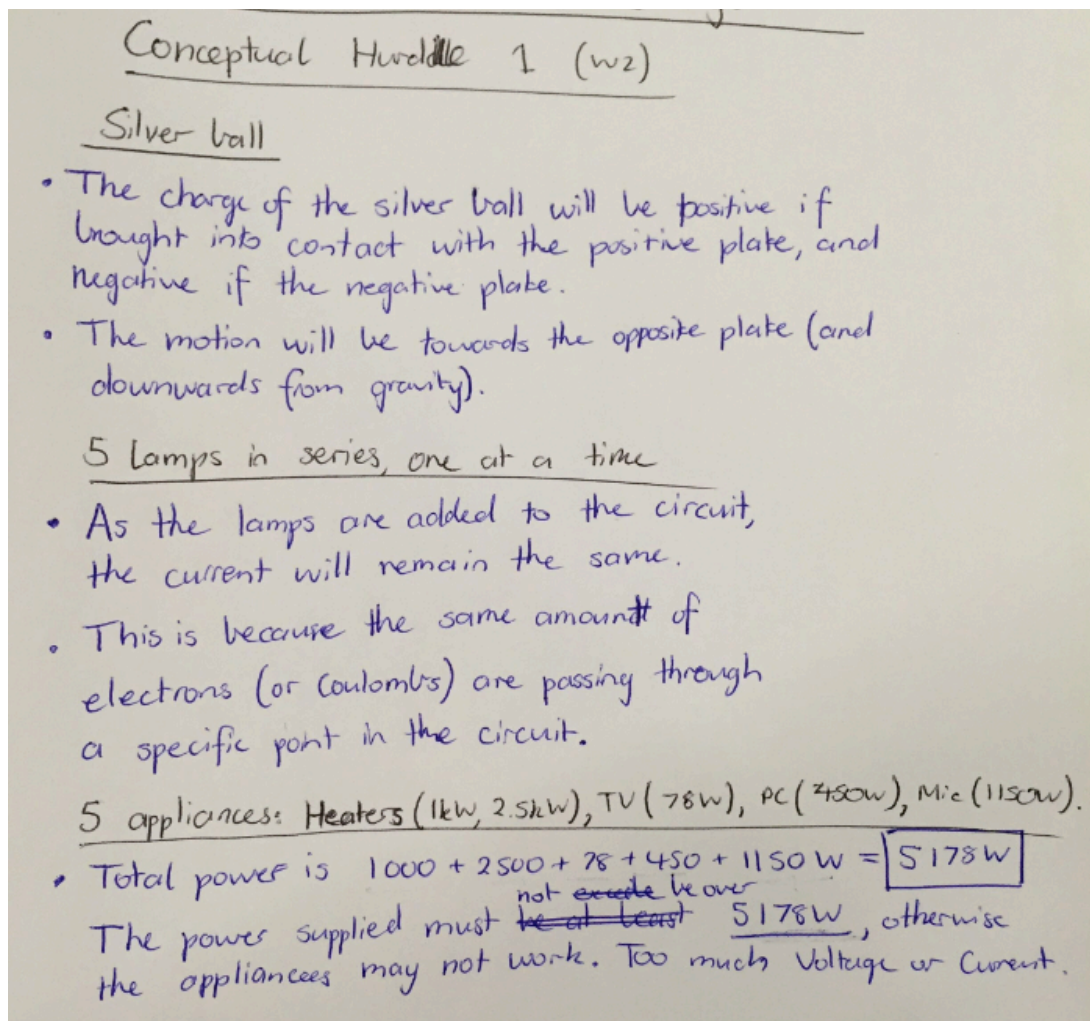 Conceptual Hurdle 1 (W2)
Silver ball
• The charge of the silver ball will be positive if
brought into contact with the positive plate, and
negative if the negative plate.
• The motion will be towards the opposite plate (and
downwards from gravity).
5 Lamps in series, one at a time
• As the lamps are added to the circuit,
the current will remain the same.
• This is because the same amount of
electrons (or Coulombs) are passing through
a specific point in the circuit.
5 appliances: Heaters (1kW, 2.5kW), TV (78W), PC (450W), Mic (1150W).
• Total power is 1000 + 2500 + 78 + 450 + 1150 W = 5178W
not be over
The power supplied must be at least 5178W, otherwise
the appliancees may not work. Too much Voltage or Current.